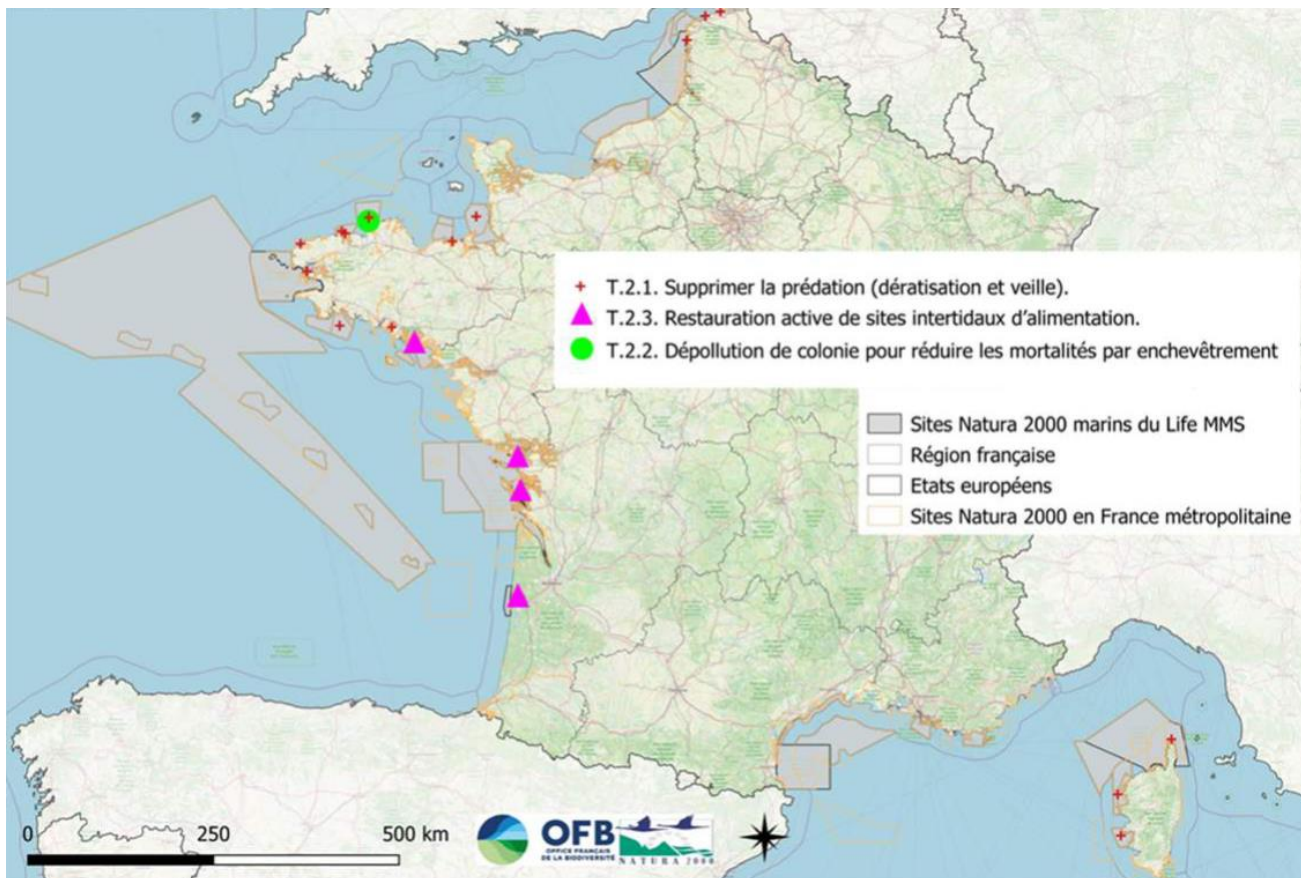 T.2.1. Supprimer la prédation (dératisation et veille).
T.2.3. Restauration active de sites intertidaux d'alimentation.
T.2.2. Dépollution de colonie pour réduire les mortalités par enchevêtrement
Sites Natura 2000 marins du Life MMS
Région française
Etats européens
Sites Natura 2000 en France métropolitaine
0 250 500 km
OFB
OFFICE FRANÇAIS
DE LA BIODIVERSITÉ
NATURA 2000